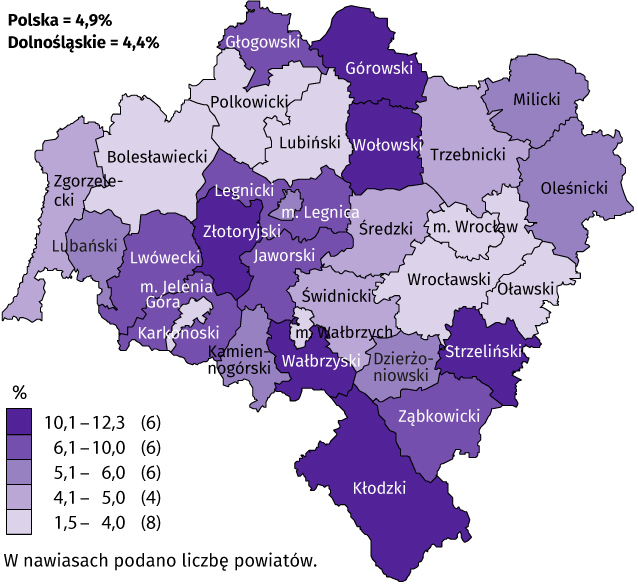 Polska = 4,9%
Dolnośląskie = 4,4%
Głogowski
Górowski
Polkowicki
Milicki
Lubiński
Wołowski
Bolesławiecki
Trzebnicki
Zgorzele-
cki
Legnicki
Oleśnicki
m. Legnica
Średzki
m. Wrocław
Złotoryjski
Lubański
Lwówecki
Jaworski
m. Jelenia
Góra
Wrocławski
Oławski
Świdnicki
Karkonoski
m. Wałbrzych
Kamien-
nogórski
Wałbrzyski
Dzierżo-
niowski
Strzeliński
Ząbkowicki
Kłodzki
%
10,1 – 12,3 (6)
6,1 – 10,0 (6)
5,1 – 6,0 (6)
4,1 – 5,0 (4)
1,5 – 4,0 (8)
W nawiasach podano liczbę powiatów.